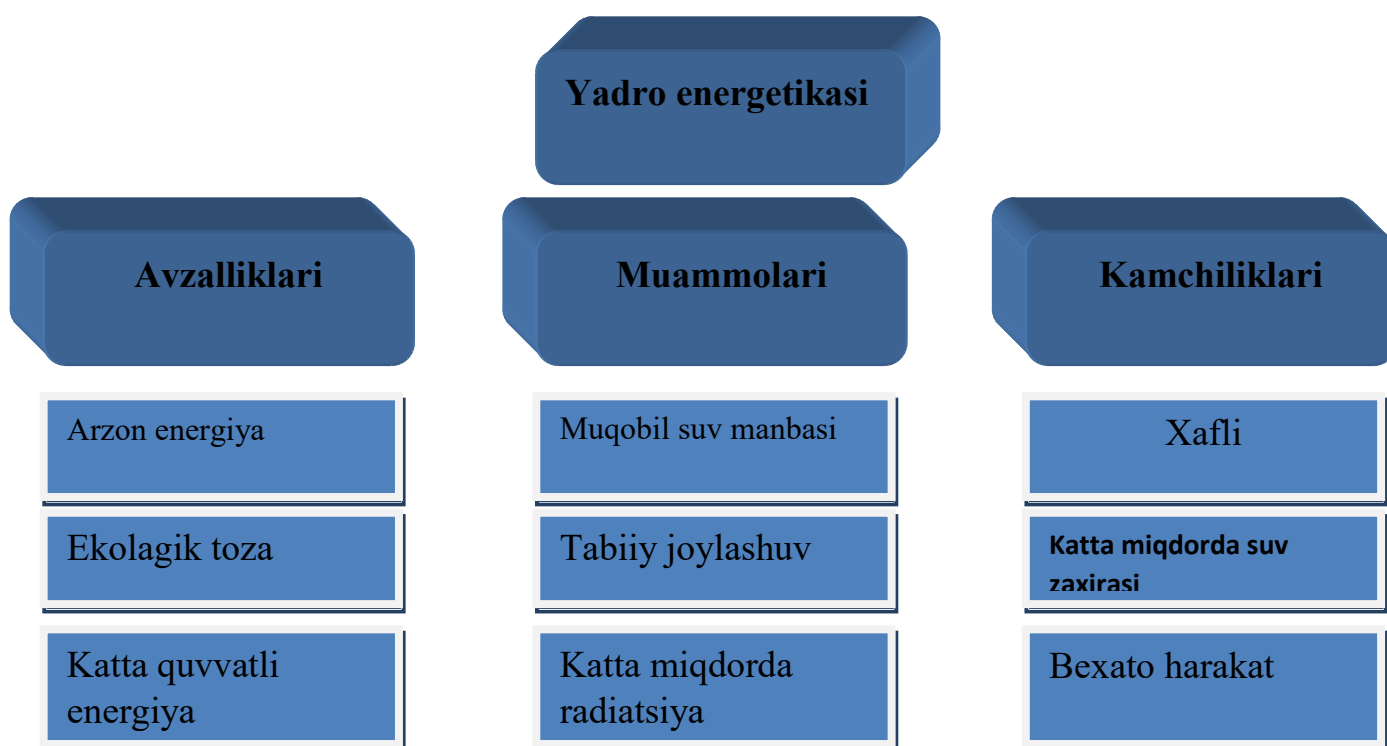 Yadro energetikasi
Avzalliklari
Muammolari
Kamchiliklari
Arzon energiya
Muqobil suv manbasi
Xafli
Ekolagik toza
Tabiiy joylashuv
Katta miqdorda suv
zaxirasi
Katta quvvatli
energiya
Katta miqdorda
radiatsiya
Bexato harakat